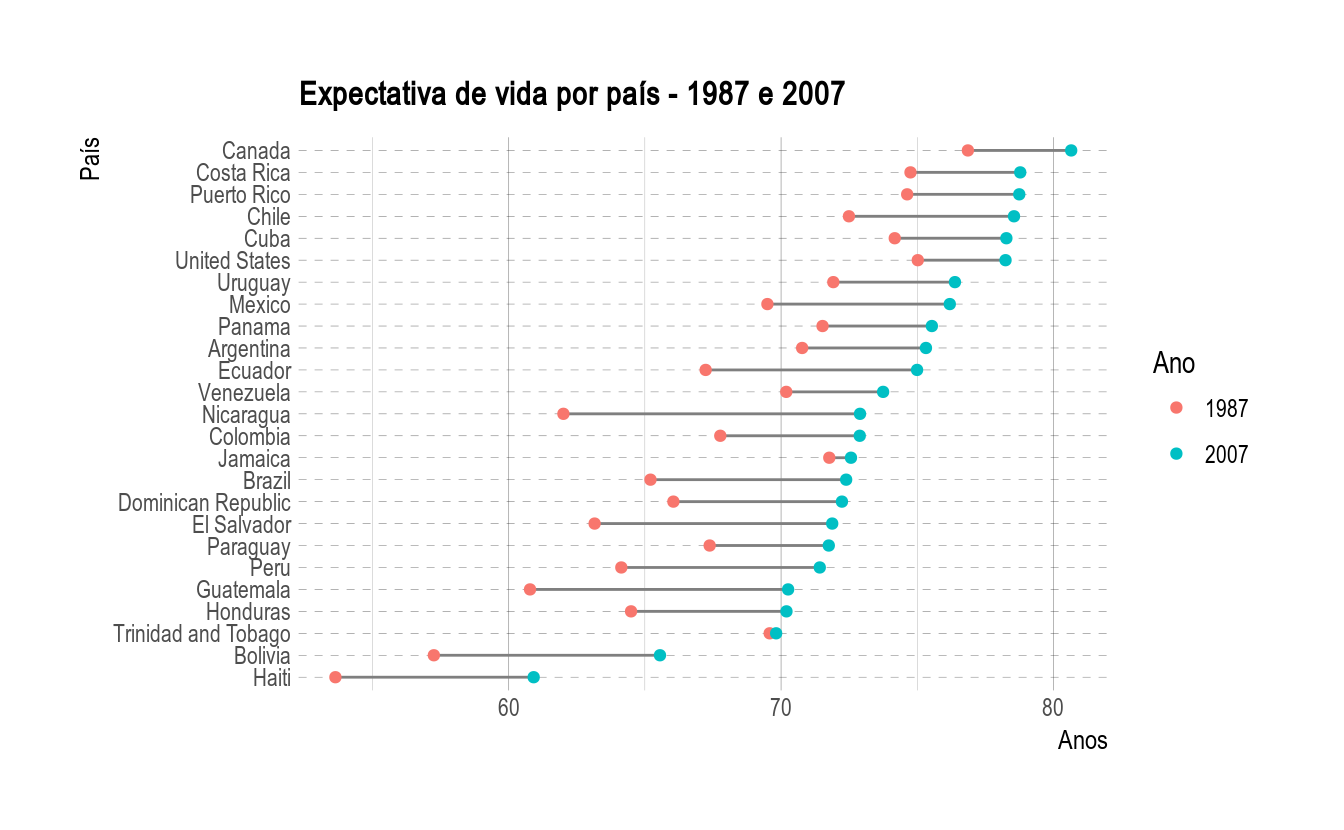 Expectativa de vida por país - 1987 e 2007
País
Canada
Costa Rica
Puerto Rico
Chile
Cuba
United States
Uruguay
Mexico
Panama
Argentina
Ecuador
Venezuela
Nicaragua
Colombia
Jamaica
Brazil
Dominican Republic
El Salvador
Paraguay
Peru
Guatemala
Honduras
Trinidad and Tobago
Bolivia
Haiti
60 70 80
Anos
Ano
1987
2007